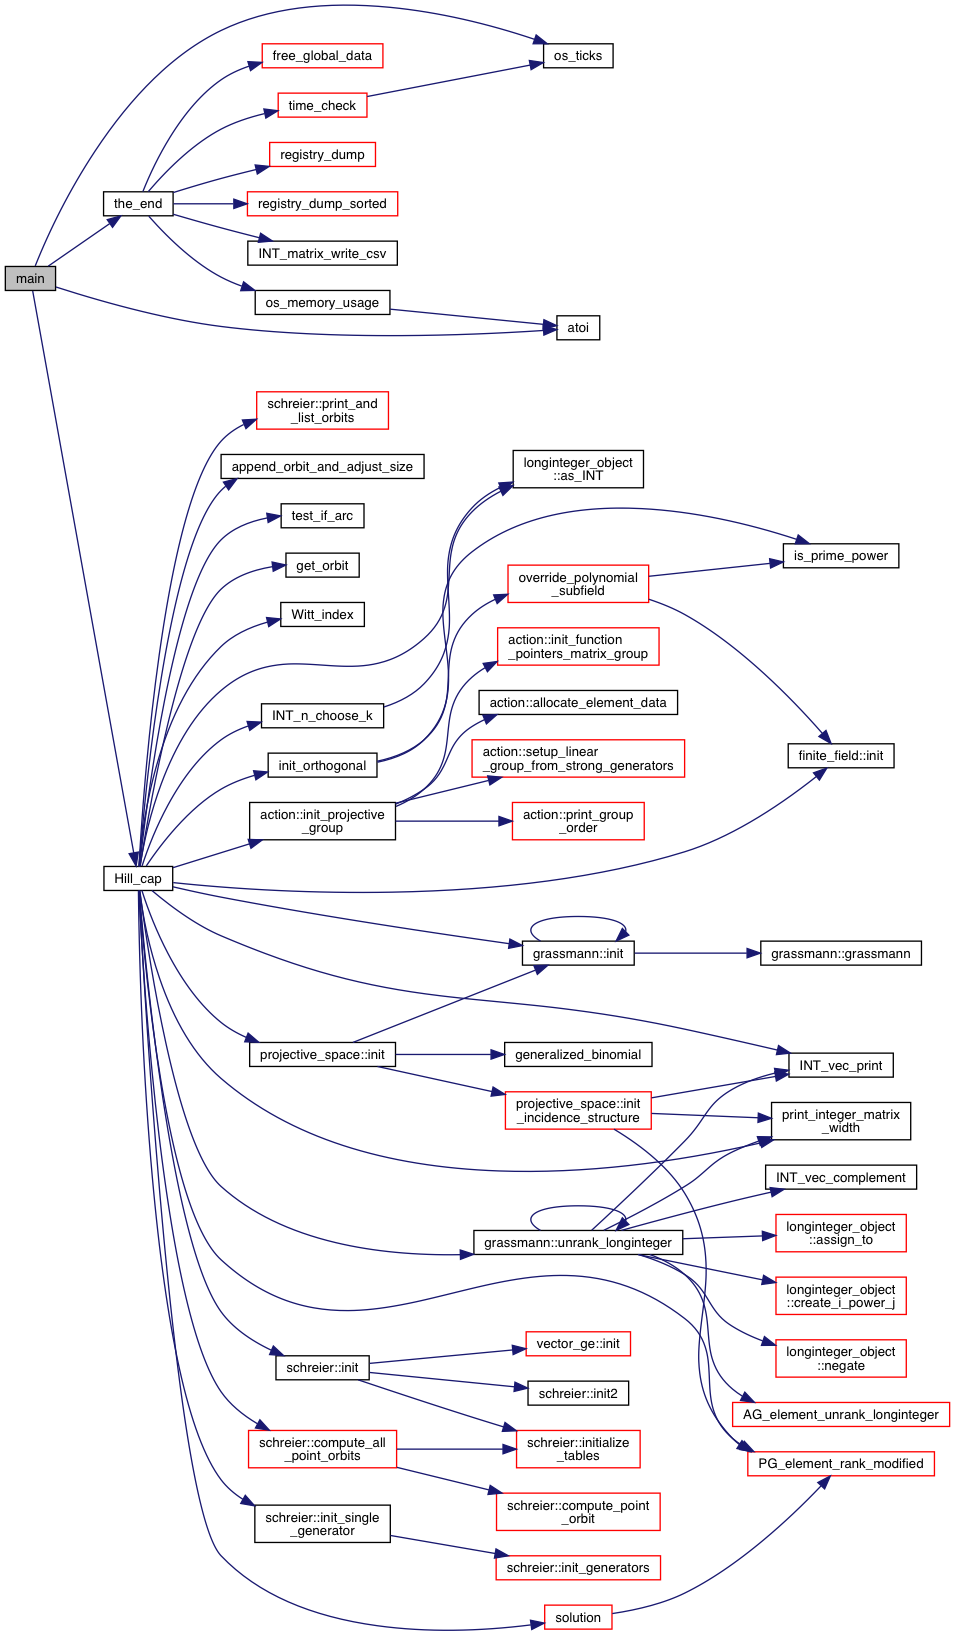 os_ticks
free_global_data
time_check
registry_dump
the_end
registry_dump_sorted
INT_matrix_write_csv
main
os_memory_usage
atoi
schreier::print_and
_list_orbits
append_orbit_and_adjust_size
longinteger_object
::as_INT
test_if_arc
is_prime_power
get_orbit
override_polynomial
_subfield
Witt_index
action::init_function
_pointers_matrix_group
action::allocate_element_data
INT_n_choose_k
action::setup_linear
_group_from_strong_generators
finite_field::init
init_orthogonal
action::init_projective
_group
action::print_group
_order
Hill_cap
grassmann::init
grassmann::grassmann
projective_space::init
generalized_binomial
INT_vec_print
projective_space::init
_incidence_structure
print_integer_matrix
_width
INT_vec_complement
grassmann::unrank_longinteger
longinteger_object
::assign_to
longinteger_object
::create_i_power_j
vector_ge::init
longinteger_object
::negate
schreier::init
schreier::init2
AG_element_unrank_longinteger
schreier::compute_all
_point_orbits
schreier::initialize
_tables
PG_element_rank_modified
schreier::compute_point
_orbit
schreier::init_single
_generator
schreier::init_generators
solution